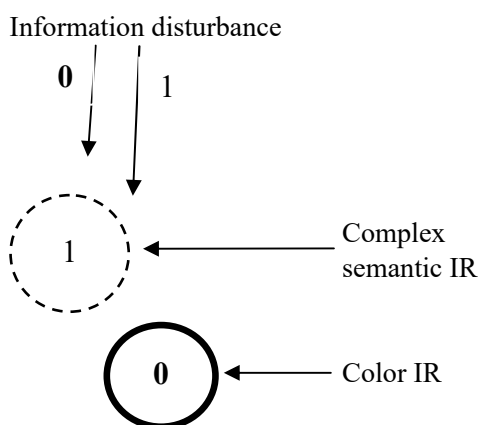 Information disturbance
0
1
1
Complex
semantic IR
0
Color IR